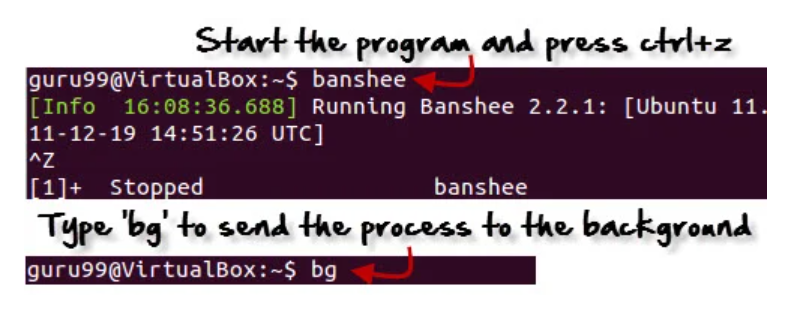 Start the program and press ctrl+z
guru99@VirtualBox:~$ banshee
[Info  16:08:36.688] Running Banshee 2.2.1: [Ubuntu 11.
11-12-19 14:51:26 UTC]
^Z
[1]+  Stopped                 banshee
Type 'bg' to send the process to the background
guru99@VirtualBox:~$ bg